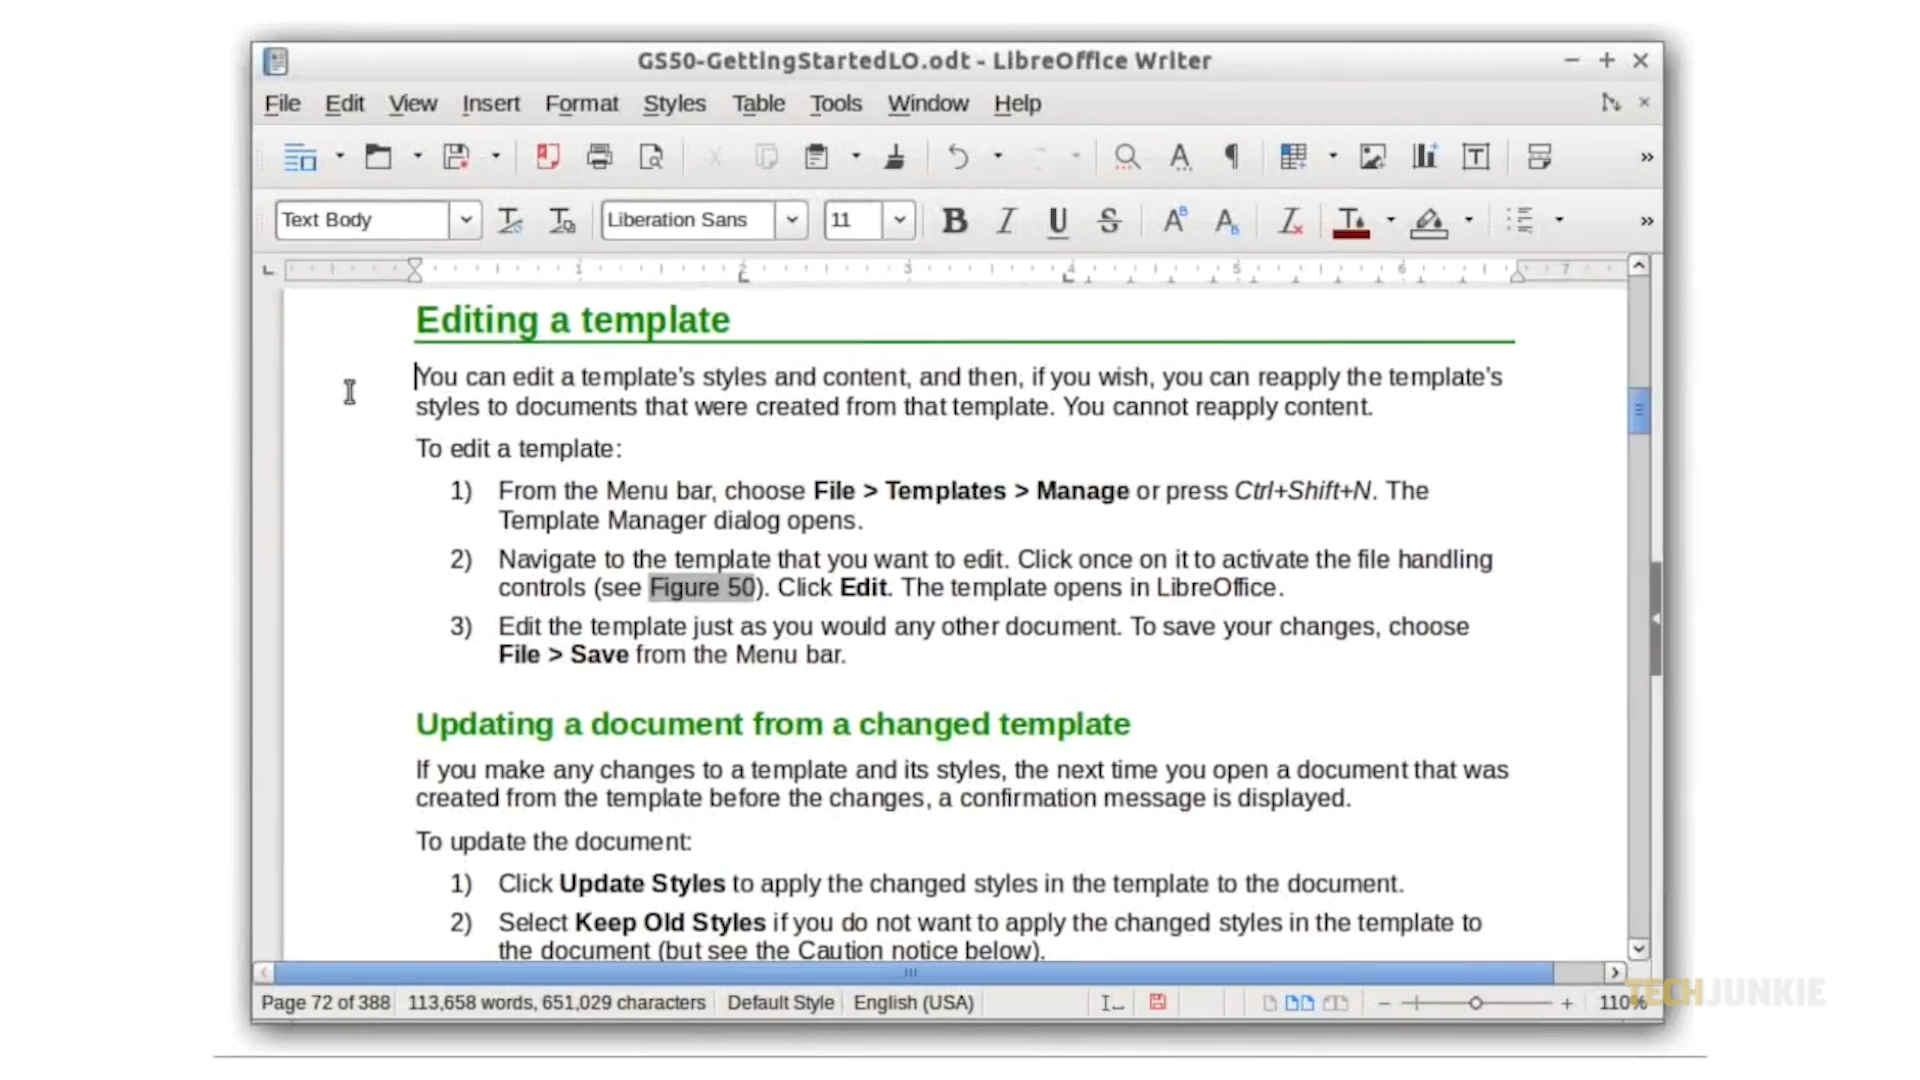 GS50-GettingStartedLO.odt - LibreOffice Writer
File Edit View Insert Format Styles Table Tools Window Help
Text Body Liberation Sans 11
1 2 3 4 5 6 7
Editing a template
You can edit a template's styles and content, and then, if you wish, you can reapply the template's
styles to documents that were created from that template. You cannot reapply content.
To edit a template:
1) From the Menu bar, choose File > Templates > Manage or press Ctrl+Shift+N. The
Template Manager dialog opens.
2) Navigate to the template that you want to edit. Click once on it to activate the file handling
controls (see Figure 50). Click Edit. The template opens in LibreOffice.
3) Edit the template just as you would any other document. To save your changes, choose
File > Save from the Menu bar.
Updating a document from a changed template
If you make any changes to a template and its styles, the next time you open a document that was
created from the template before the changes, a confirmation message is displayed.
To update the document:
1) Click Update Styles to apply the changed styles in the template to the document.
2) Select Keep Old Styles if you do not want to apply the changed styles in the template to
the document (but see the Caution notice below).
Page 72 of 388 113,658 words, 651,029 characters Default Style English (USA) 110%
TECHJUNKIE